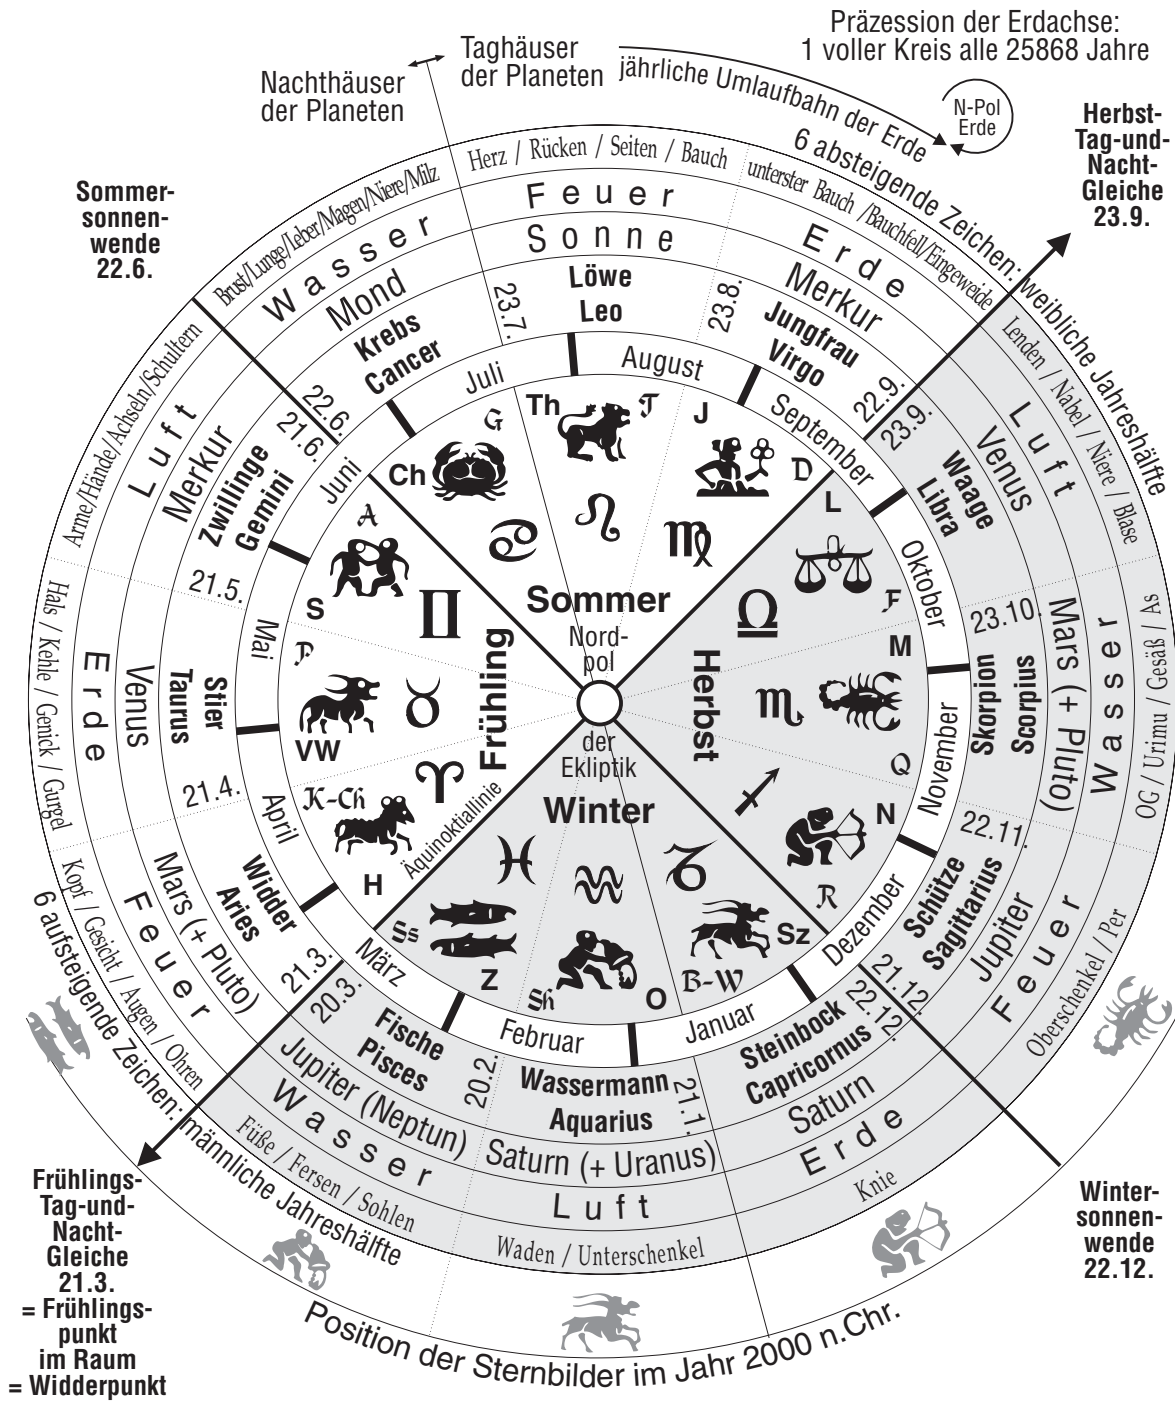 Präzession der Erdachse:
1 voller Kreis alle 25868 Jahre
Taghäuser
der Planeten
Nachthäuser
der Planeten
jährliche Umlaufbahn der Erde
N-Pol
Erde
Herbst-
Tag-und-
Nacht-
Gleiche
23.9.
Sommer-
sonnen-
wende
22.6.
6 absteigende Zeichen: weibliche Jahreshälfte
Herz / Rücken / Seiten / Bauch
Feuer
Sonne
Löwe
Leo
23.7.
August
Th
T
unterster Bauch /Bauchfell/Eingeweide
Erde
Merkur
Jungfrau
Virgo
23.8.
September
J
D
22.9.
23.9.
Lenden / Nabel / Niere / Blase
Luft
Venus
Waage
Libra
Oktober
L
F
OG / Urimu / Gesäß / As
Wasser
Mars (+ Pluto)
Skorpion
Scorpius
23.10.
November
M
Q
Oberschenkel / Per
Feuer
Jupiter
Schütze
Sagittarius
22.11.
Dezember
N
R
21.12.
22.12.
Knie
Erde
Saturn
Steinbock
Capricornus
Januar
Sz
B-W
Waden / Unterschenkel
Luft
Saturn (+ Uranus)
Wassermann
Aquarius
21.1.
Februar
O
Sh
Füße / Fersen / Sohlen
Wasser
Jupiter (Neptun)
Fische
Pisces
20.2.
März
Z
Ss
20.3.
21.3.
Kopf / Gesicht / Augen / Ohren
Feuer
Mars (+ Pluto)
Widder
Aries
April
H
K-Ch
Hals / Kehle / Genick / Gurgel
Erde
Venus
Stier
Taurus
21.4.
Mai
VW
P
Arme/Hände/Achseln/Schultern
Luft
Merkur
Zwillinge
Gemini
21.5.
Juni
S
A
21.6.
22.6.
Brust/Lunge/Leber/Magen/Niere/Milz
Wasser
Mond
Krebs
Cancer
Juli
Ch
G
Sommer
Herbst
Winter
Frühling
Nord-
pol
der
Ekliptik
Äquinoktiallinie
6 aufsteigende Zeichen: männliche Jahreshälfte
Frühlings-
Tag-und-
Nacht-
Gleiche
21.3.
= Frühlings-
punkt
im Raum
= Widderpunkt
Winter-
sonnen-
wende
22.12.
Position der Sternbilder im Jahr 2000 n.Chr.